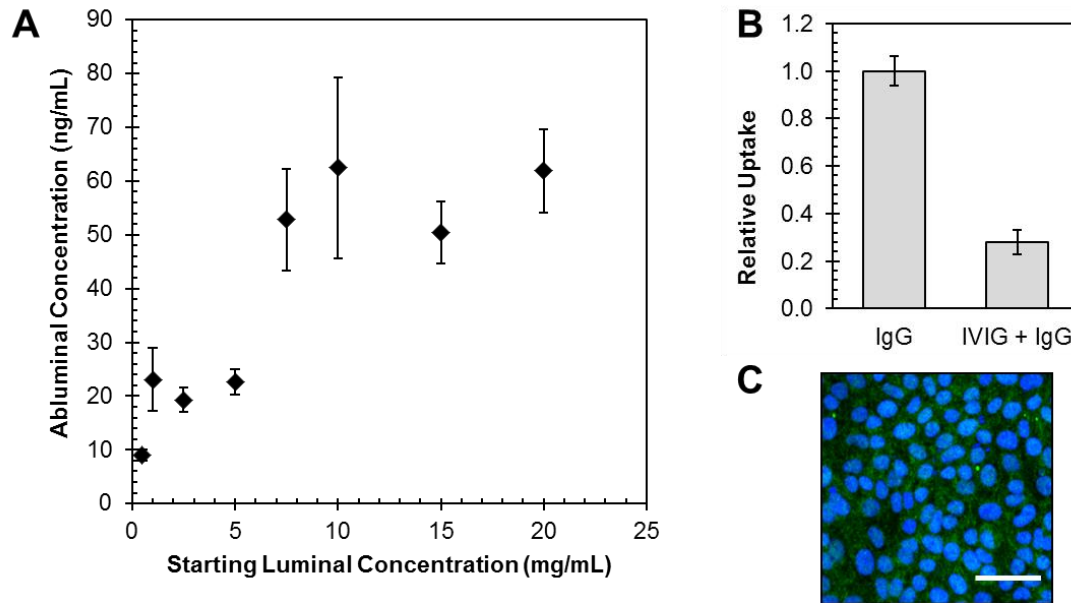 A
Abluminal Concentration (ng/mL)
90
80
70
60
50
40
30
20
10
0
0 5 10 15 20 25
Starting Luminal Concentration (mg/mL)
B
Relative Uptake
1.2
1.0
0.8
0.6
0.4
0.2
0.0
IgG IVIG + IgG
C